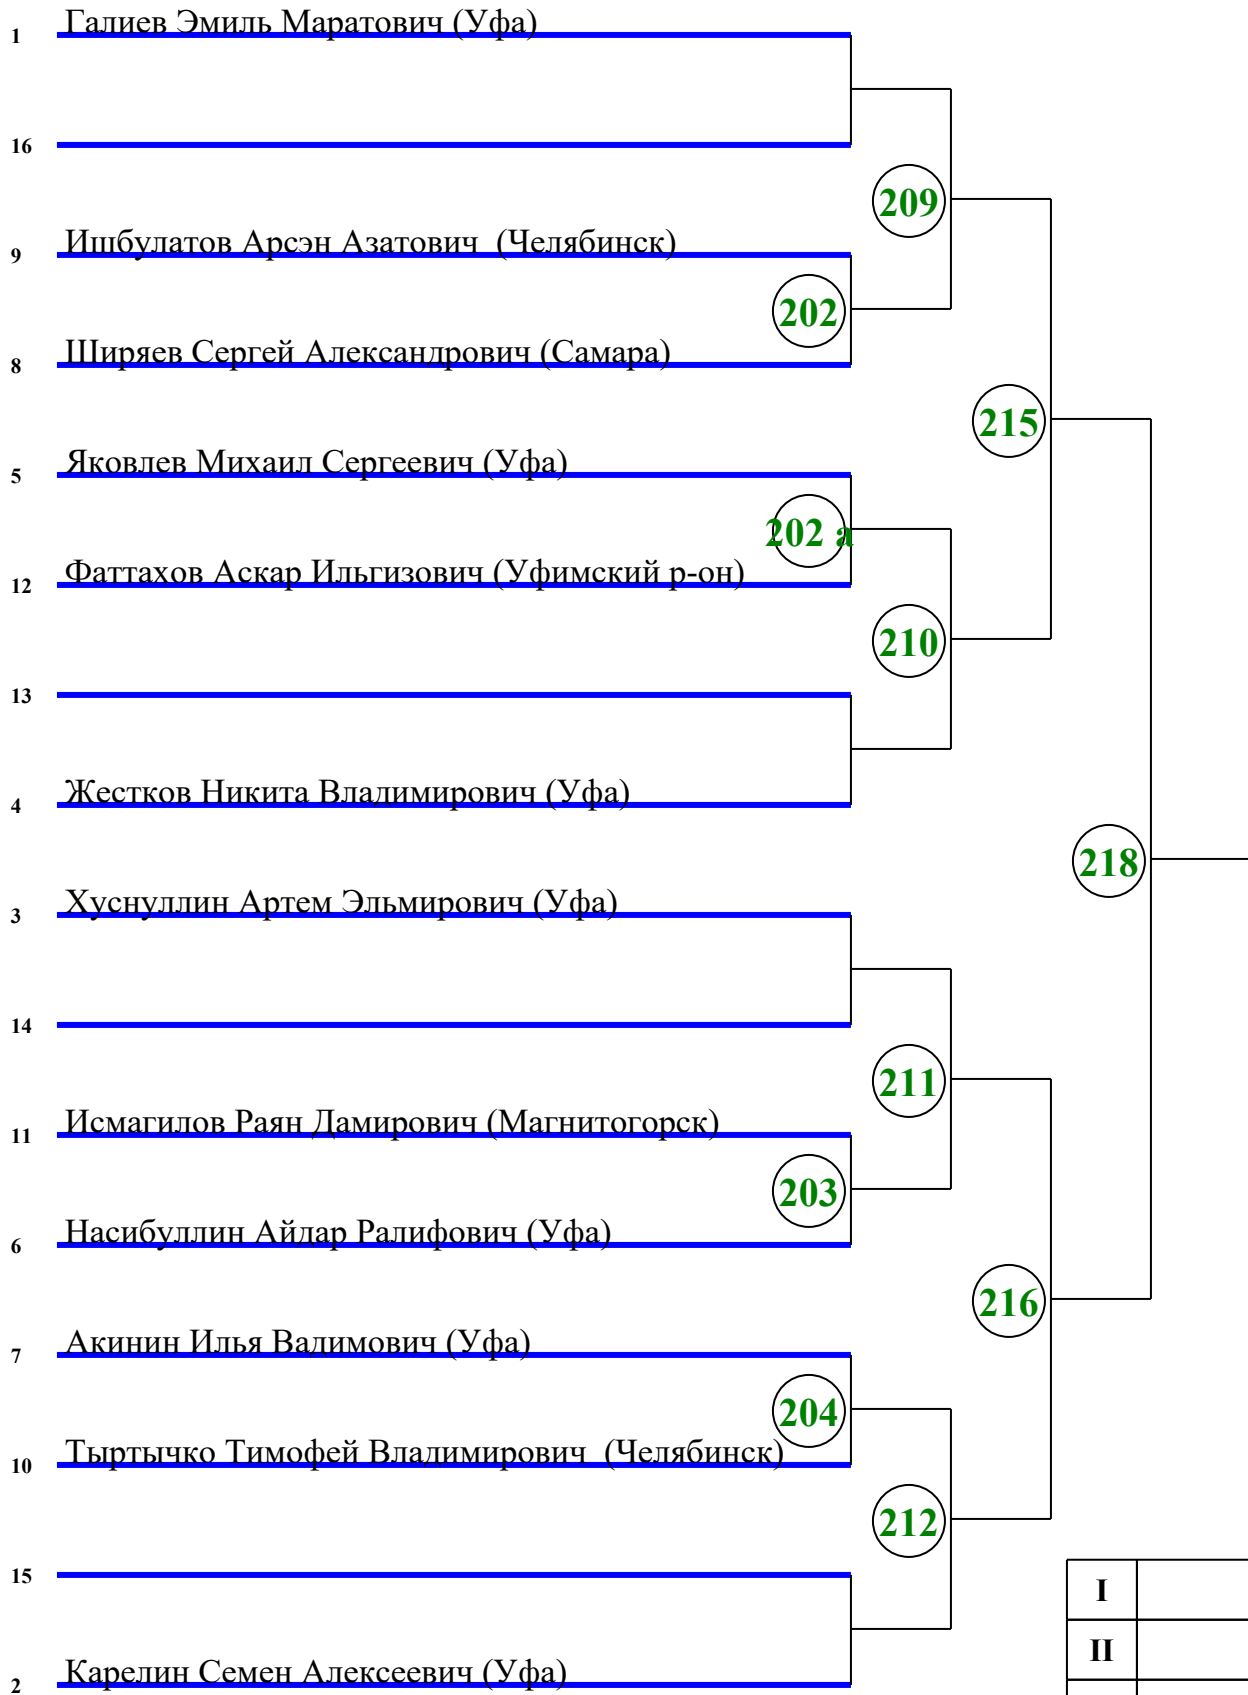 1 Галиев Эмиль Маратович (Уфа)
16
209
9 Ишбулатов Арсэн Азатович (Челябинск)
202
8 Ширяев Сергей Александрович (Самара)
215
5 Яковлев Михаил Сергеевич (Уфа)
202 а
12 Фаттахов Аскар Ильгизович (Уфимский р-он)
210
13
4 Жестков Никита Владимирович (Уфа)
218
3 Хуснуллин Артем Эльмирович (Уфа)
14
211
11 Исмагилов Раян Дамирович (Магнитогорск)
203
6 Насибуллин Айдар Ралифович (Уфа)
216
7 Акинин Илья Вадимович (Уфа)
204
10 Тыртычко Тимофей Владимирович (Челябинск)
212
15
I
II
2 Карелин Семен Алексеевич (Уфа)